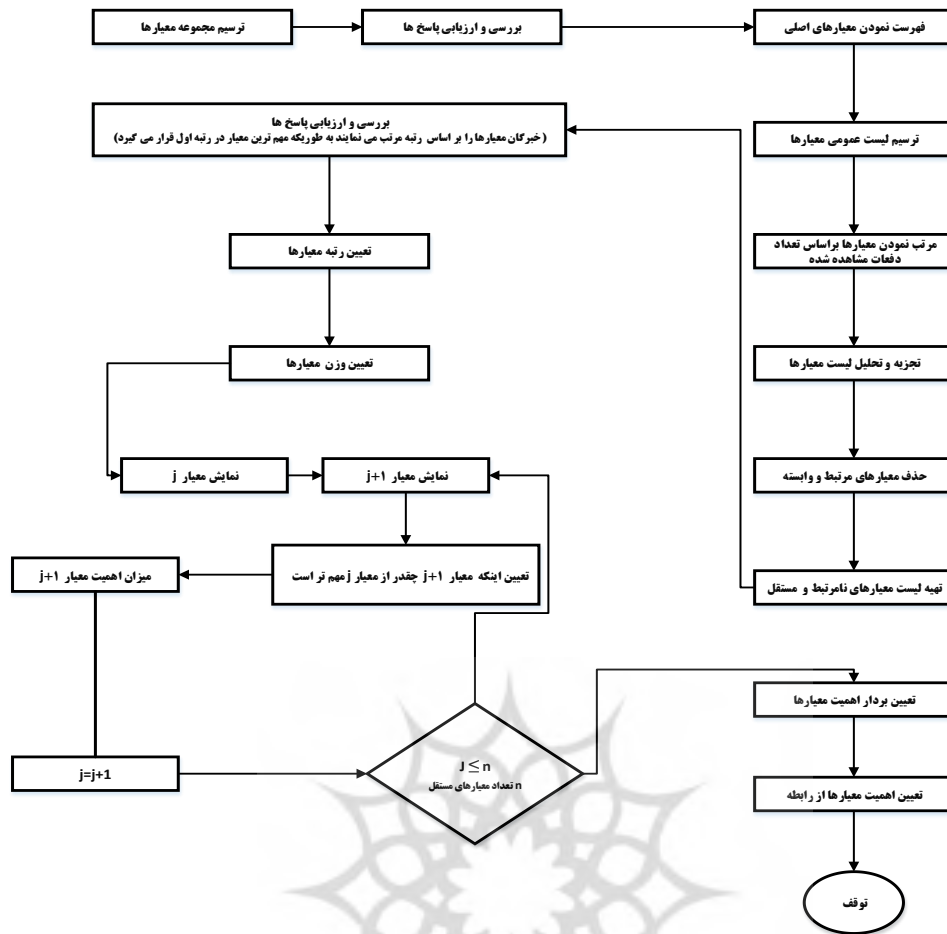 ترسیم مجموعه معیارها
بررسی و ارزیابی پاسخ ها
فهرست نمودن معیارهای اصلی
ترسیم لیست عمومی معیارها
مرتب نمودن معیارها براساس تعداد
دفعات مشاهده شده
تجزیه و تحلیل لیست معیارها
حذف معیارهای مرتبط و وابسته
تهیه لیست معیارهای نامرتبط و مستقل
بررسی و ارزیابی پاسخ ها
(خبرگان معیارها را بر اساس رتبه مرتب می نمایند به طوریکه مهم ترین معیار در رتبه اول قرار می گیرد)
تعیین رتبه معیارها
تعیین وزن معیارها
نمایش معیار j
نمایش معیار j+1
تعیین اینکه معیار j+1 چقدر از معیار j مهم تر است
میزان اهمیت معیار j+1
j=j+1
J ≤ n
n تعداد معیارهای مستقل
تعیین بردار اهمیت معیارها
تعیین اهمیت معیارها از رابطه
توقف